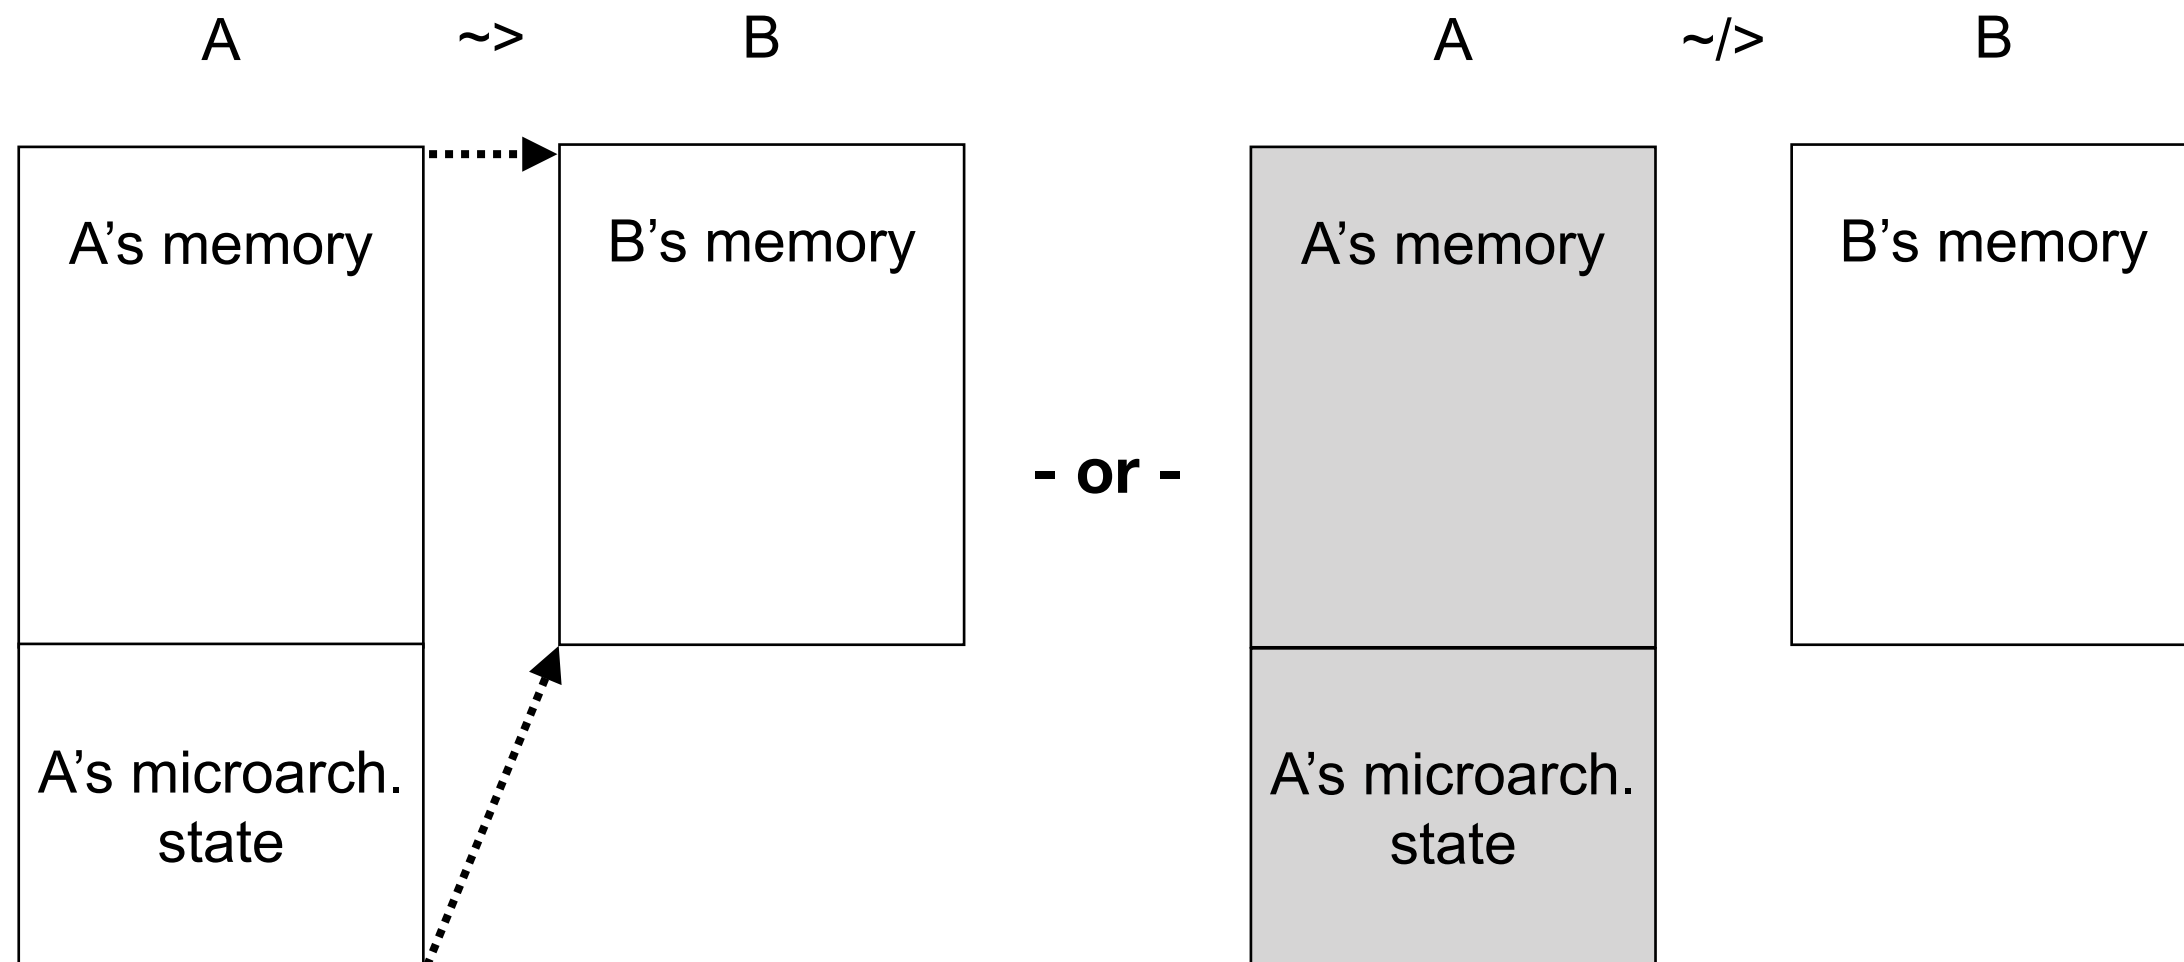 A ~> B
A ~/> B
A’s memory
B’s memory
A’s memory
B’s memory
- or -
A’s microarch.
state
A’s microarch.
state